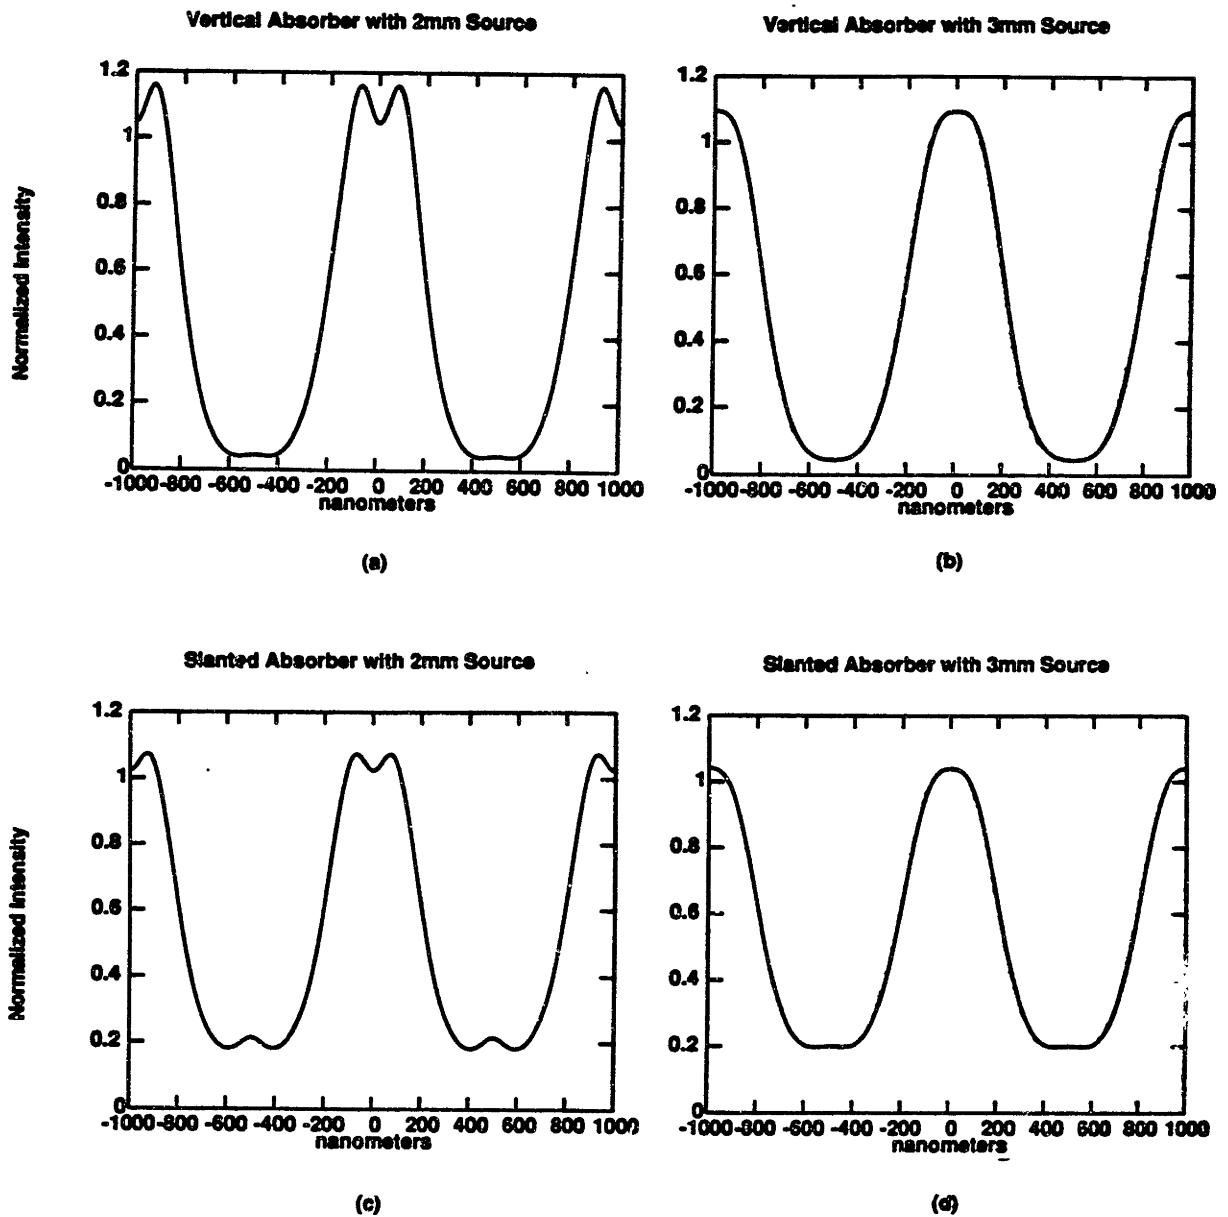 Vertical Absorber with 2mm Source
Vertical Absorber with 3mm Source
Normalized Intensity
1.2
1
0.8
0.6
0.4
0.2
0
-1000-800 -600 -400 -200 0 200 400 600 800 1000
nanometers
(a)
1.2
1
0.8
0.6
0.4
0.2
0
-1000-800 -600 -400 -200 0 200 400 600 800 1000
nanometers
(b)
Slanted Absorber with 2mm Source
Slanted Absorber with 3mm Source
Normalized Intensity
1.2
1
0.8
0.6
0.4
0.2
0
-1000-800 -600 -400 -200 0 200 400 600 800 1000
nanometers
(c)
1.2
1
0.8
0.6
0.4
0.2
0
-1000-800 -600 -400 -200 0 200 400 600 800 1000
nanometers
(d)